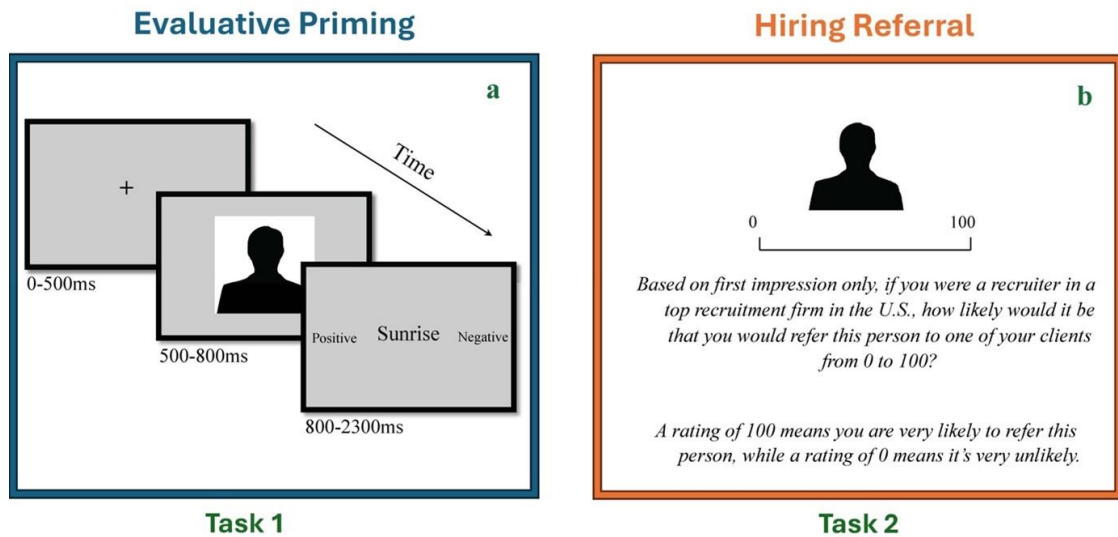 Evaluative Priming
a
Time
+
0-500ms
500-800ms
Positive Sunrise Negative
800-2300ms
Task 1
Hiring Referral
b
0 100
Based on first impression only, if you were a recruiter in a
top recruitment firm in the U.S., how likely would it be
that you would refer this person to one of your clients
from 0 to 100?
A rating of 100 means you are very likely to refer this
person, while a rating of 0 means it's very unlikely.
Task 2